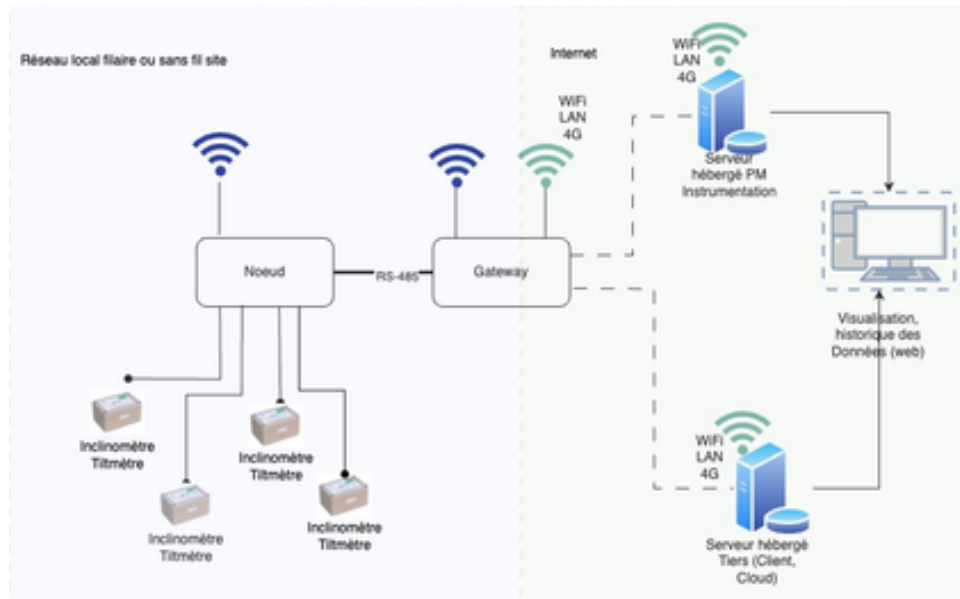 Réseau local filaire ou sans fil site
Internet
WiFi
LAN
4G
WiFi
LAN
4G
Serveur
hébergé PM
Instrumentation
Noeud
RS-485
Gateway
Visualisation,
historique des
Données (web)
Inclinomètre
Tiltmètre
Inclinomètre
Tiltmètre
Inclinomètre
Tiltmètre
Inclinomètre
Tiltmètre
WiFi
LAN
4G
Serveur hébergé
Tiers (Client,
Cloud)